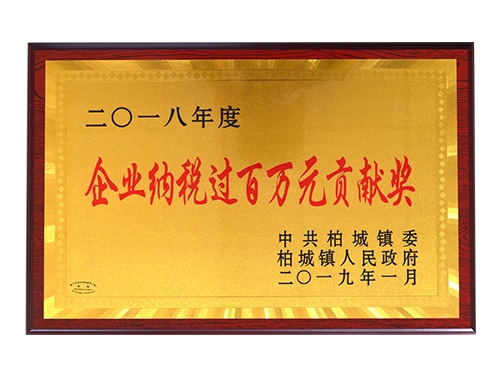 二〇一八年度
企业纳税过百万元贡献奖
中共柏城镇委
柏城镇人民政府
二〇一九年一月